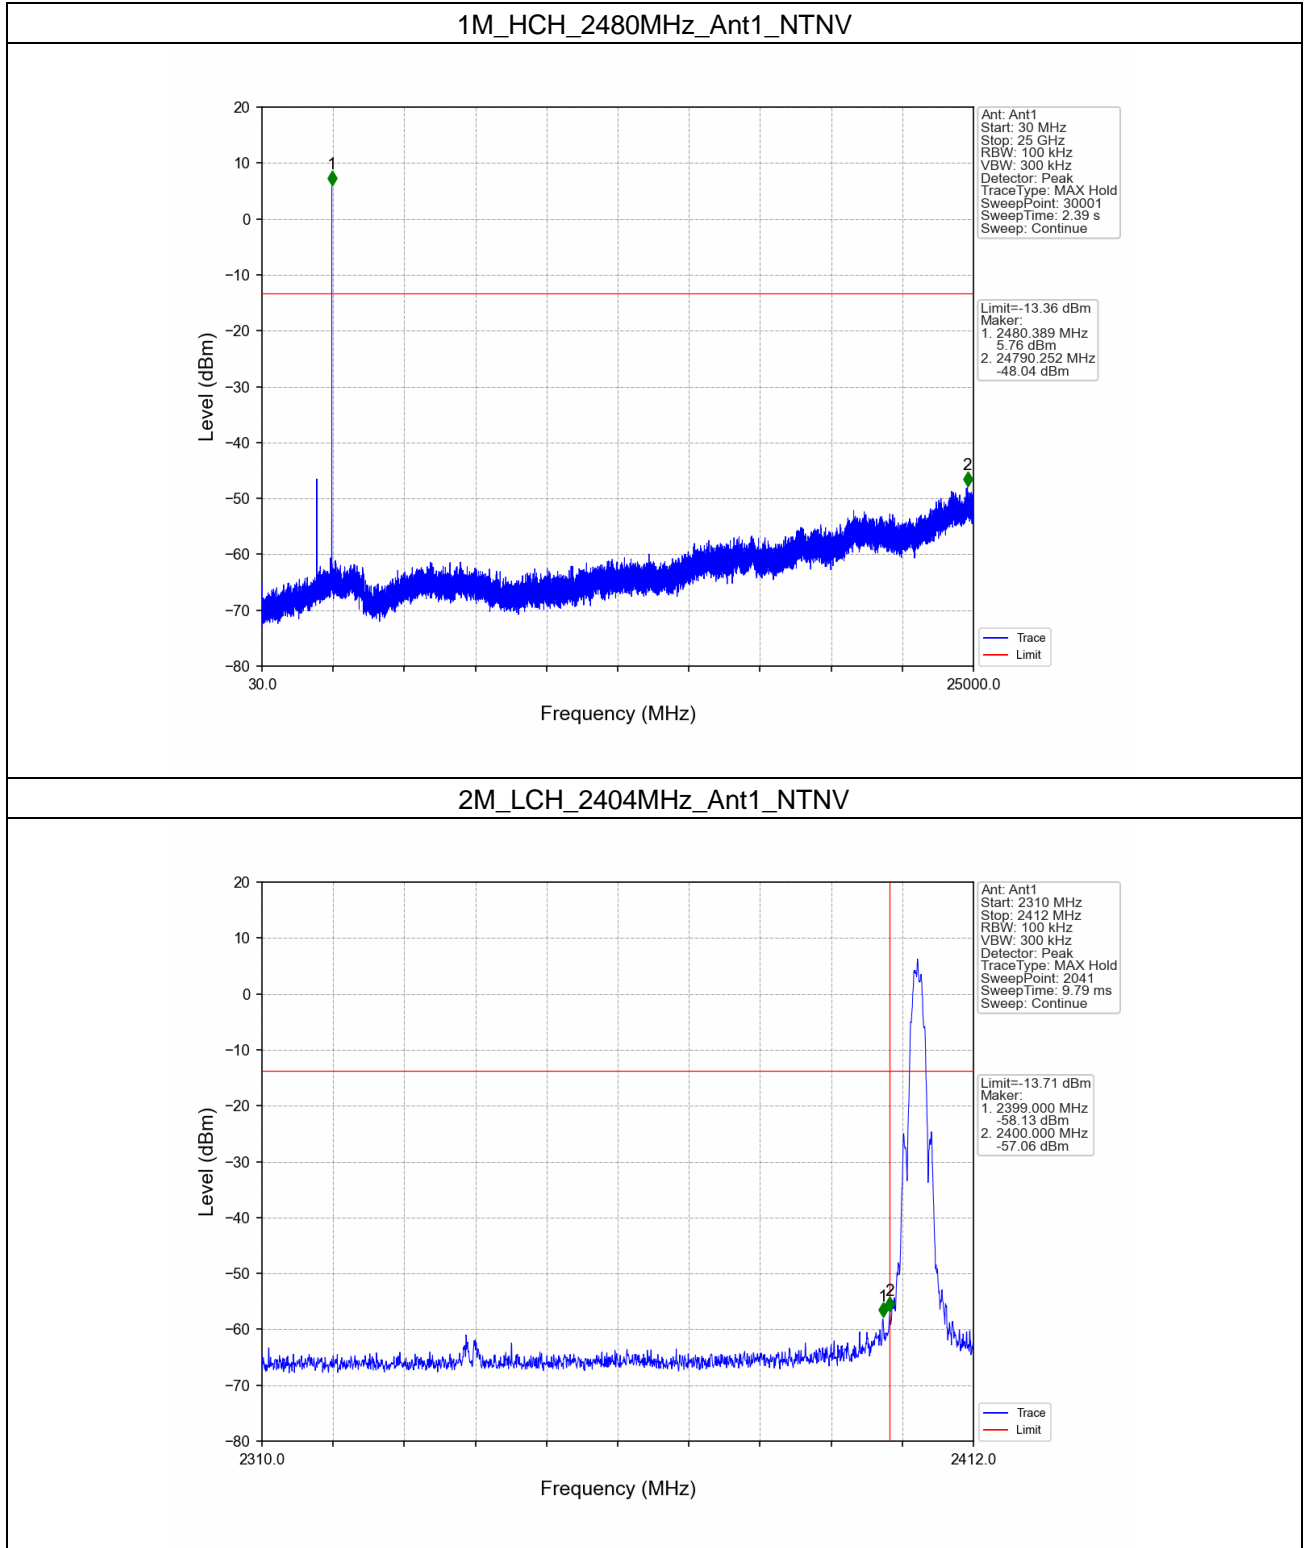 1M_HCH_2480MHz_Ant1_NTNV
20
10
0
−10
−20
−30
−40
−50
−60
−70
−80
Level (dBm)
1
2
30.0
25000.0
Frequency (MHz)
Ant: Ant1
Start: 30 MHz
Stop: 25 GHz
RBW: 100 kHz
VBW: 300 kHz
Detector: Peak
TraceType: MAX Hold
SweepPoint: 30001
SweepTime: 2.39 s
Sweep: Continue
Limit=-13.36 dBm
Maker:
1. 2480.389 MHz
5.76 dBm
2. 24790.252 MHz
-48.04 dBm
Trace
Limit
2M_LCH_2404MHz_Ant1_NTNV
20
10
0
−10
−20
−30
−40
−50
−60
−70
−80
Level (dBm)
1
2
2310.0
2412.0
Frequency (MHz)
Ant: Ant1
Start: 2310 MHz
Stop: 2412 MHz
RBW: 100 kHz
VBW: 300 kHz
Detector: Peak
TraceType: MAX Hold
SweepPoint: 2041
SweepTime: 9.79 ms
Sweep: Continue
Limit=-13.71 dBm
Maker:
1. 2399.000 MHz
-58.13 dBm
2. 2400.000 MHz
-57.06 dBm
Trace
Limit